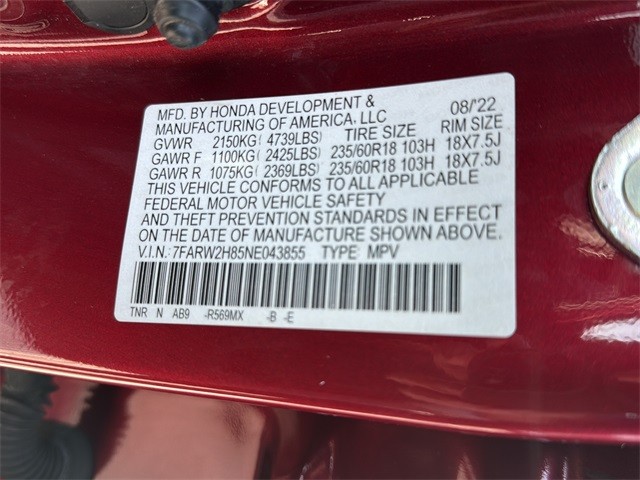 MFD. BY HONDA DEVELOPMENT & 08/'22
MANUFACTURING OF AMERICA, LLC
GVWR 2150KG( 4739LBS) TIRE SIZE RIM SIZE
GAWR F 1100KG( 2425LBS) 235/60R18 103H 18X7.5J
GAWR R 1075KG( 2369LBS) 235/60R18 103H 18X7.5J
THIS VEHICLE CONFORMS TO ALL APPLICABLE
FEDERAL MOTOR VEHICLE SAFETY
AND THEFT PREVENTION STANDARDS IN EFFECT
ON THE DATE OF MANUFACTURE SHOWN ABOVE.
V.I.N.: 7FARW2H85NE043855 TYPE: MPV
TNR N AB9 -R569MX -B -E